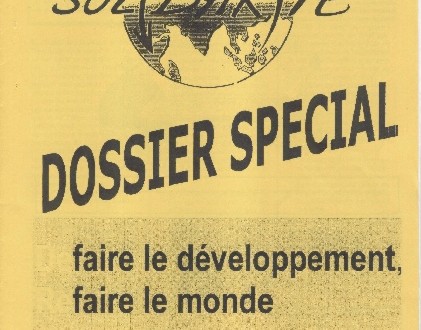 DOSSIER SPECIAL
faire le développement,
faire le monde